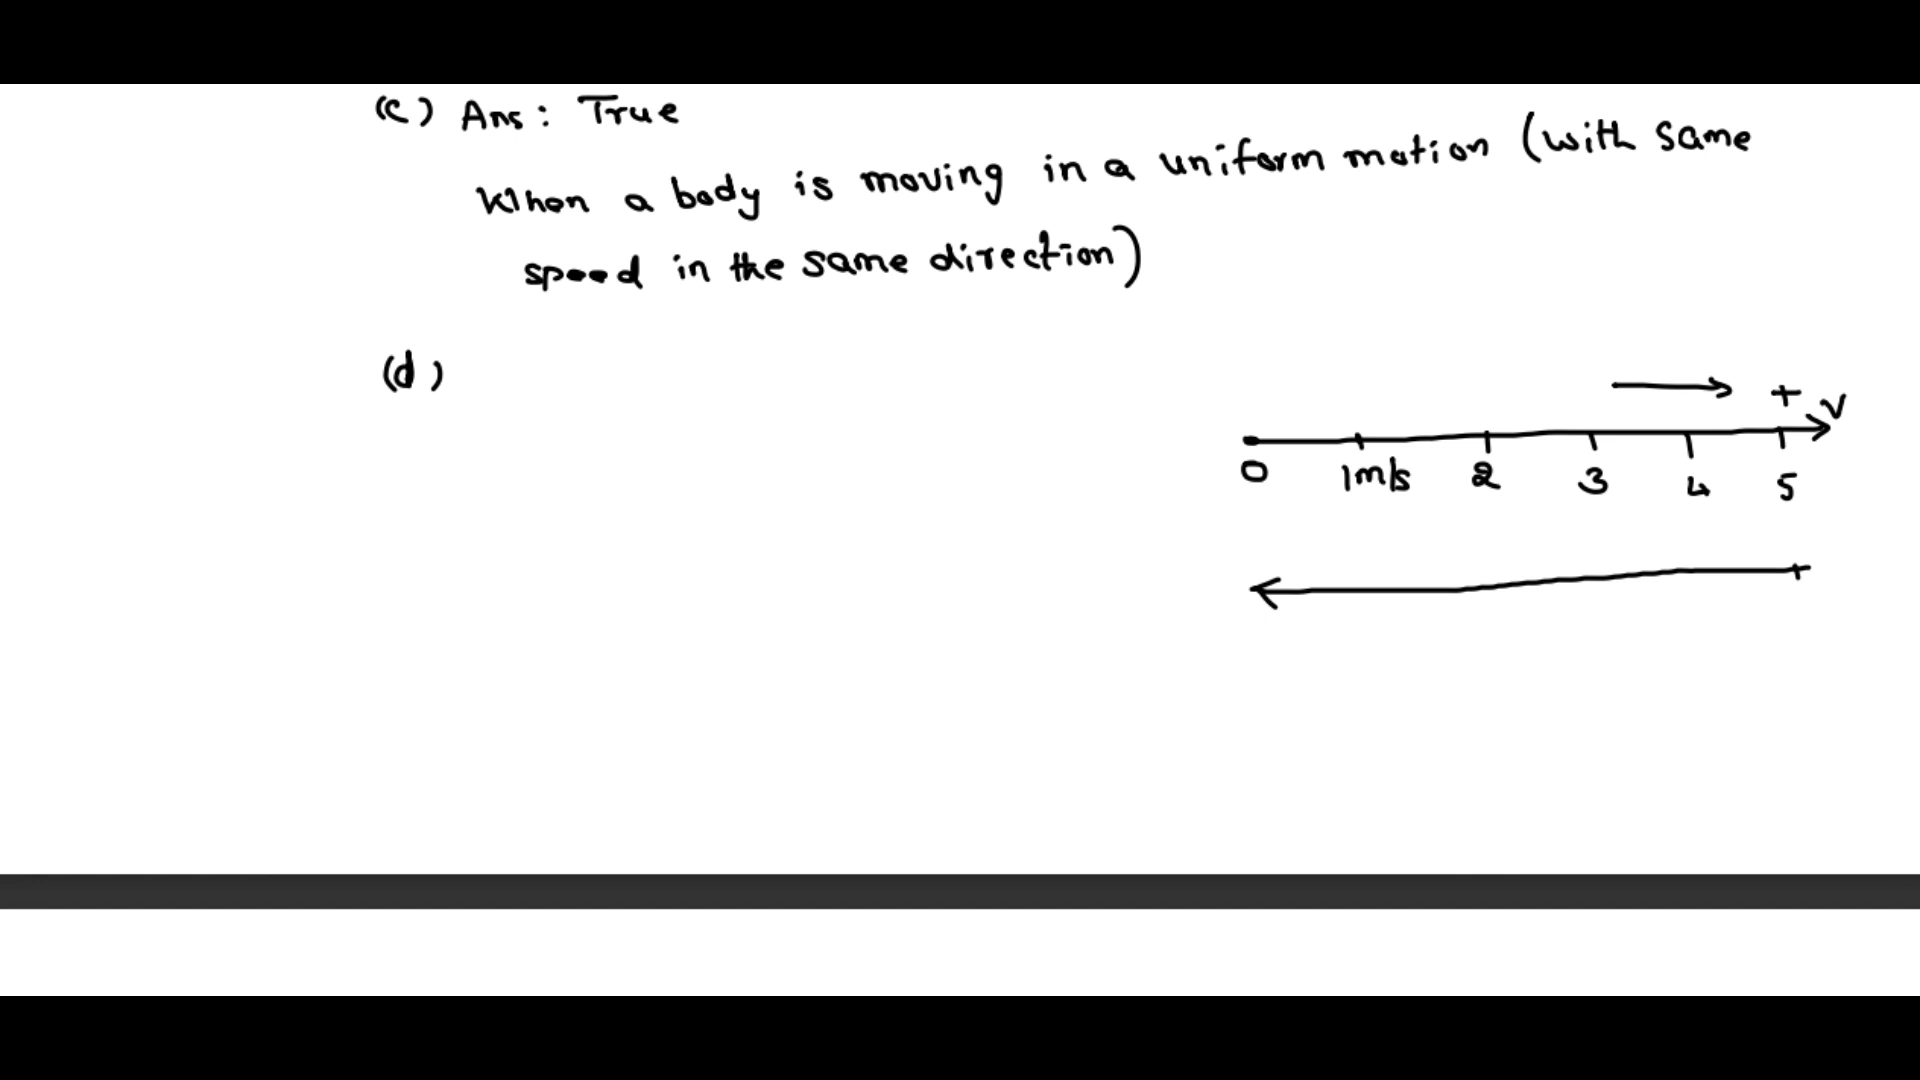 (c) Ans: True
When a body is moving in a uniform motion (with same
speed in the same direction)
(d)
+ V
0 1m/s 2 3 4 5